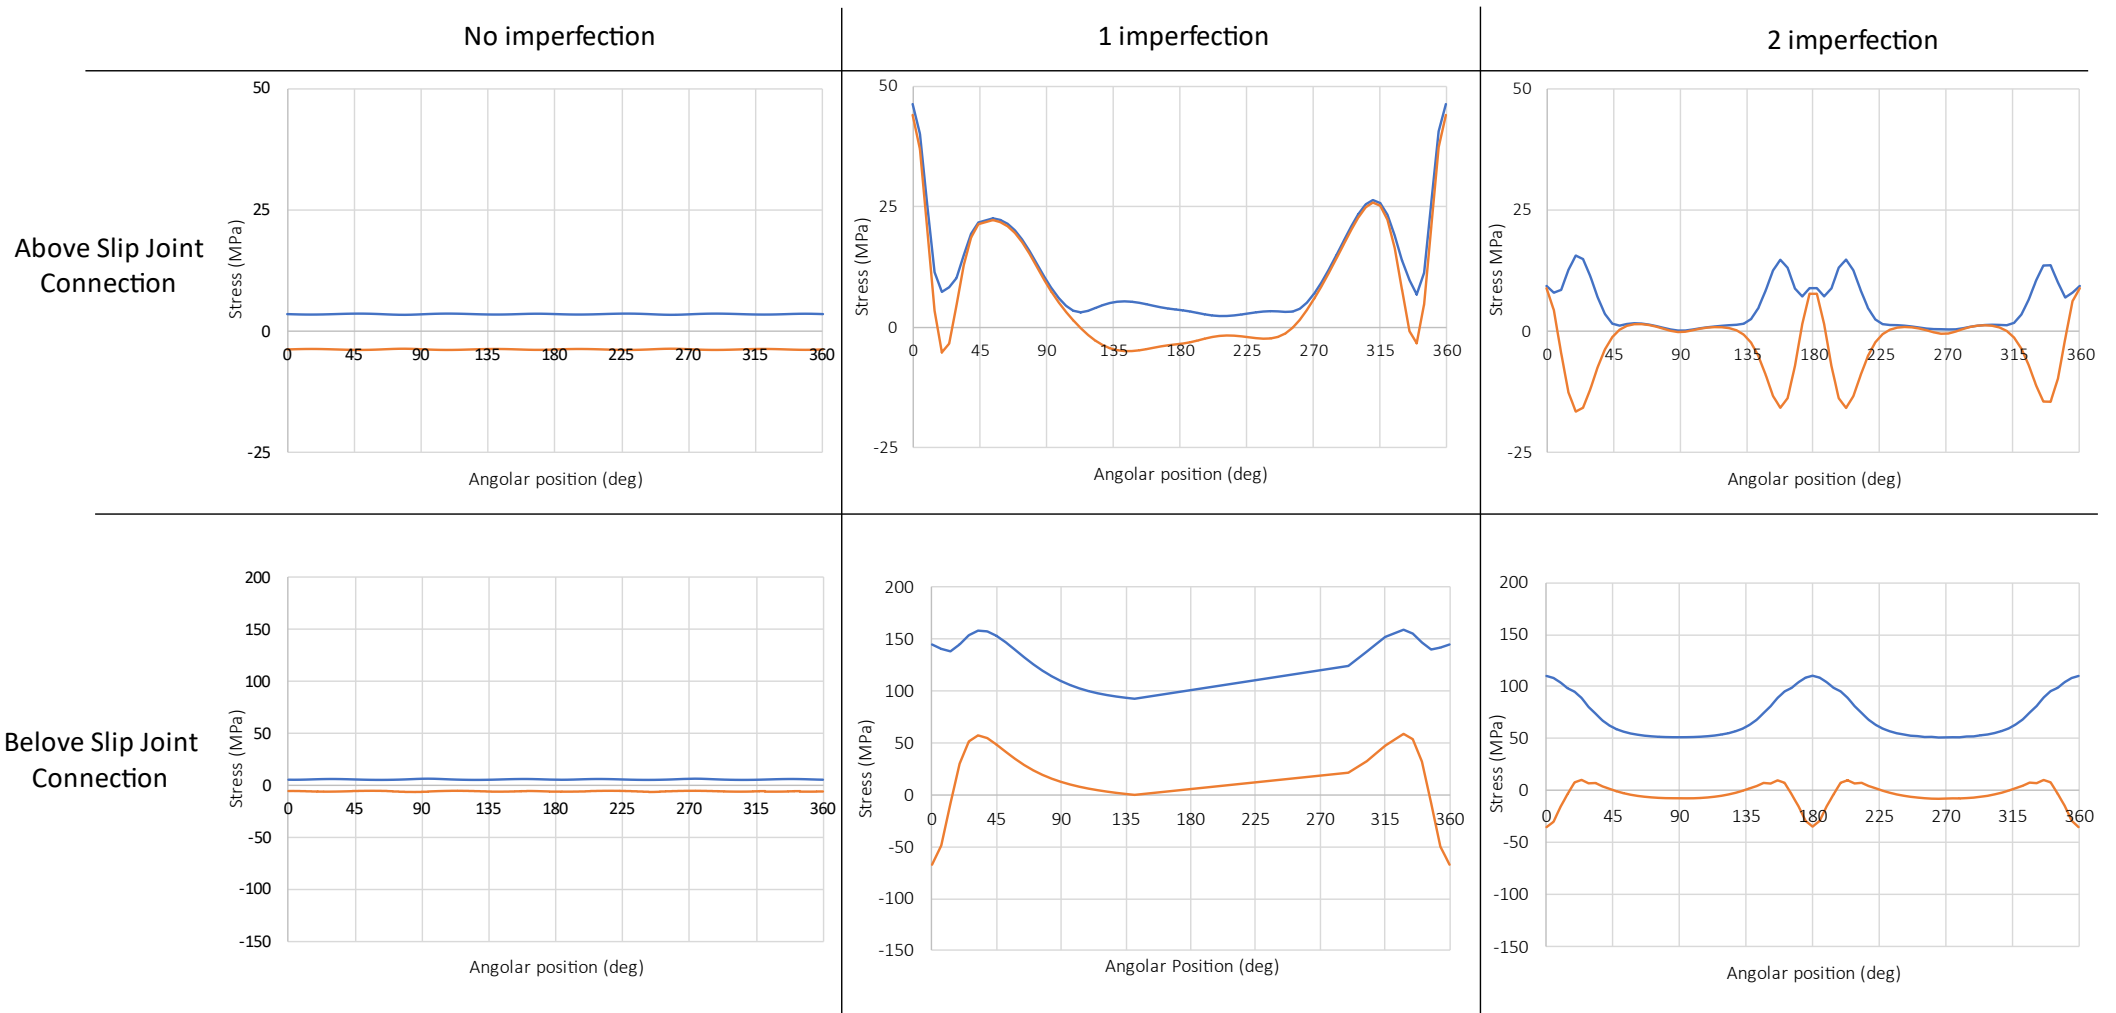 No imperfection
1 imperfection
2 imperfection
Above Slip Joint
Connection
50
25
0
-25
Stress (MPa)
0 45 90 135 180 225 270 315 360
Angolar position (deg)
50
25
0
-25
Stress (MPa)
0 45 90 135 180 225 270 315 360
Angolar position (deg)
50
25
0
-25
Stress MPa)
0 45 90 135 180 225 270 315 360
Angolar position (deg)
Belove Slip Joint
Connection
200
150
100
50
0
-50
-100
-150
Stress (MPa)
0 45 90 135 180 225 270 315 360
Angolar position (deg)
200
150
100
50
0
-50
-100
-150
Stress (MPa)
0 45 90 135 180 225 270 315 360
Angolar Position (deg)
200
150
100
50
0
-50
-100
-150
Stress (MPa)
0 45 90 135 180 225 270 315 360
Angolar position (deg)